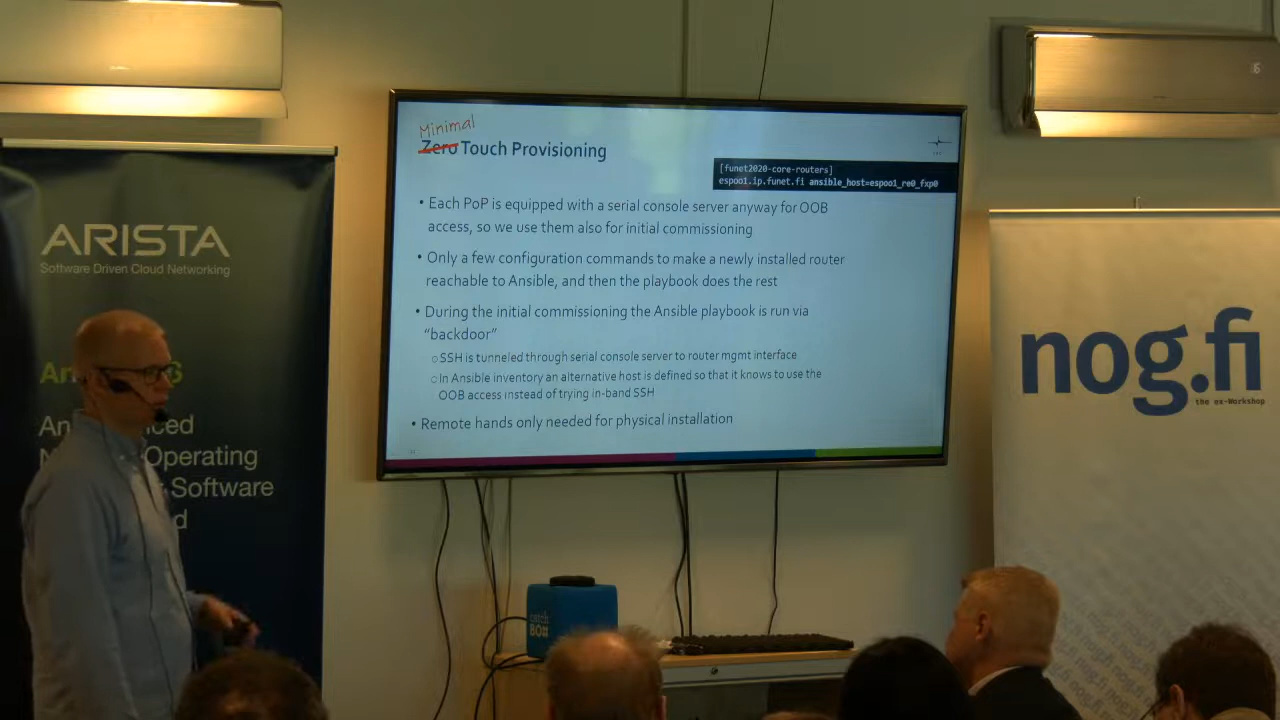 Minimal
Zero Touch Provisioning
[funet2020-core-routers]
espoo1.ip.funet.fi ansible_host=espoo1_re0_fxp0
• Each PoP is equipped with a serial console server anyway for OOB
access, so we use them also for initial commissioning
• Only a few configuration commands to make a newly installed router
reachable to Ansible, and then the playbook does the rest
• During the initial commissioning the Ansible playbook is run via
"backdoor"
○ SSH is tunneled through serial console server to router mgmt interface
○ In Ansible inventory an alternative host is defined so that it knows to use the
OOB access instead of trying in-band SSH
• Remote hands only needed for physical installation
ARISTA
Software Driven Cloud Networking
An
An
Operating
Software
nog.fi
the ex-Workshop
catch
BOX